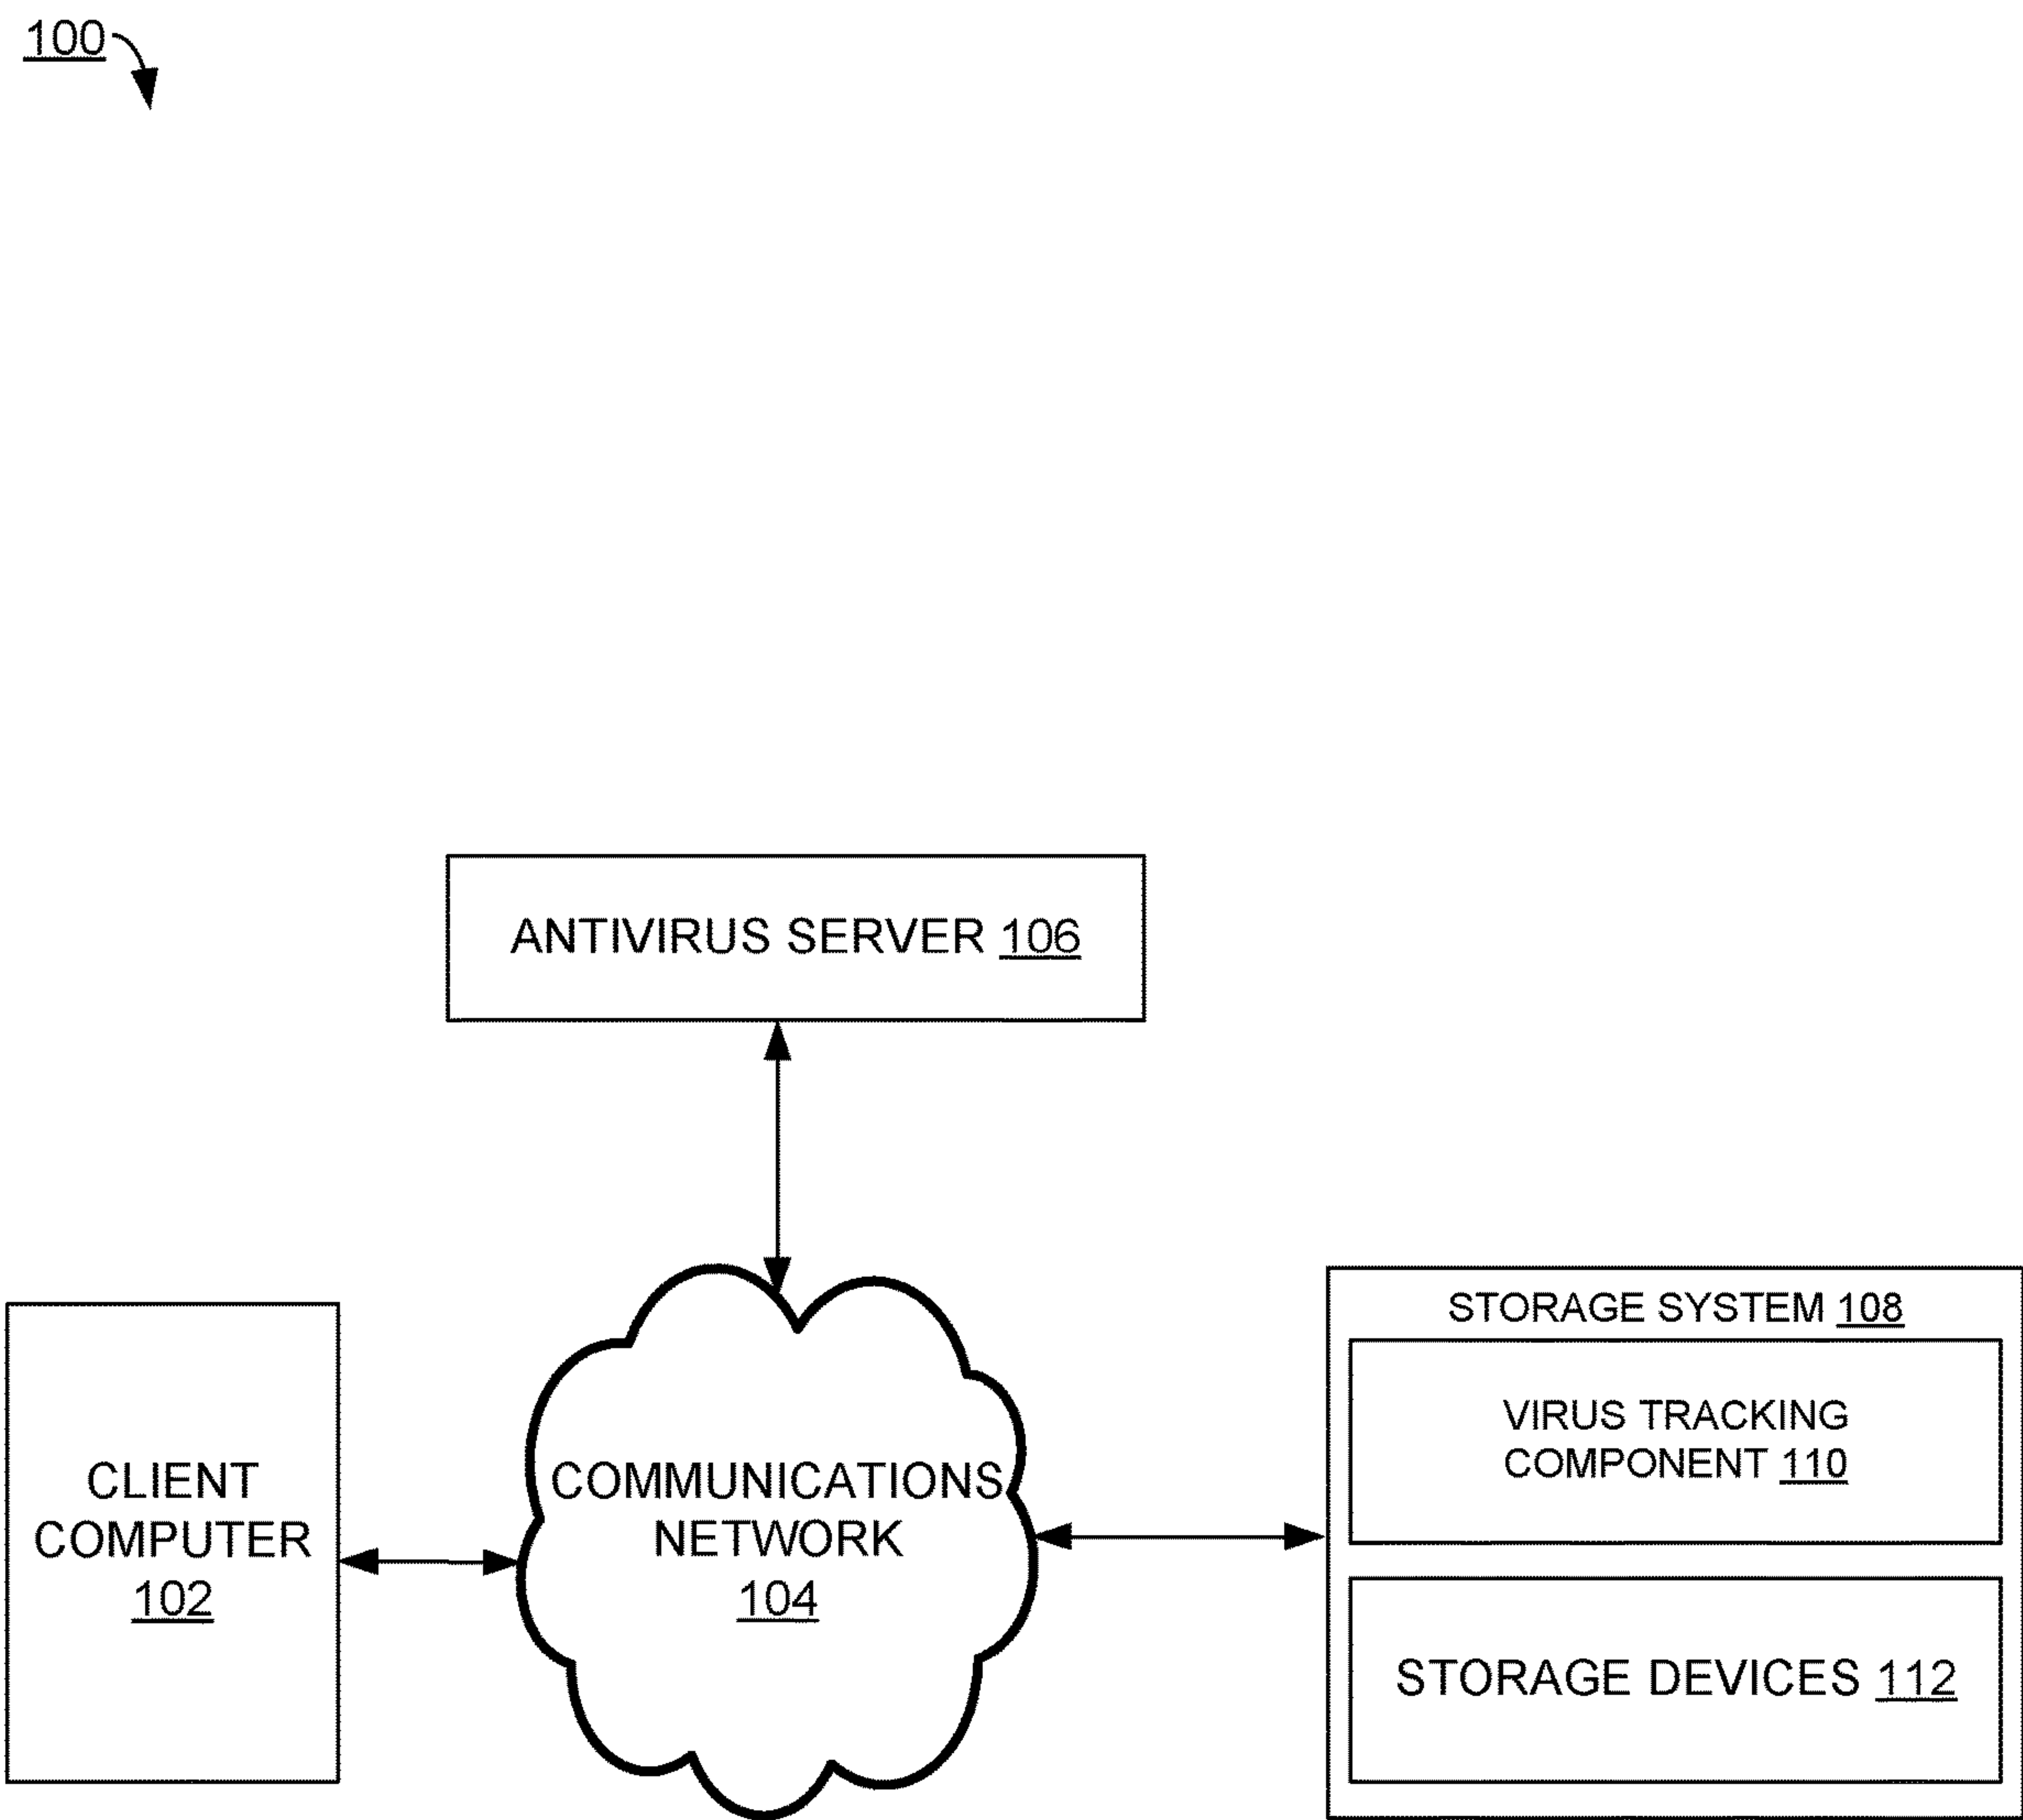 100
ANTIVIRUS SERVER 106
STORAGE SYSTEM 108
VIRUS TRACKING
COMPONENT 110
STORAGE DEVICES 112
CLIENT
COMPUTER
102
COMMUNICATIONS
NETWORK
104